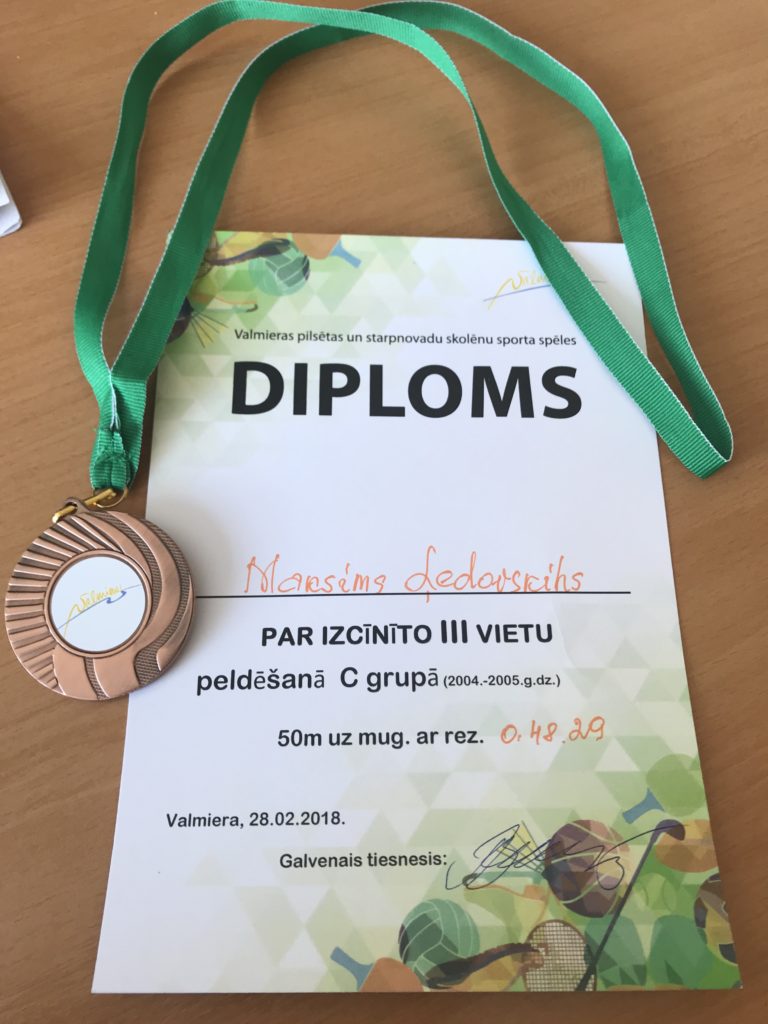 Valmiera
Valmieras pilsētas un starpnovadu skolēnu sporta spēles
DIPLOMS
Maksims Ļedovskihs
PAR IZCĪNĪTO III VIETU
peldēšanā C grupā (2004.-2005.g.dz.)
50m uz mug. ar rez. 0.48.29
Valmiera, 28.02.2018.
Galvenais tiesnesis: